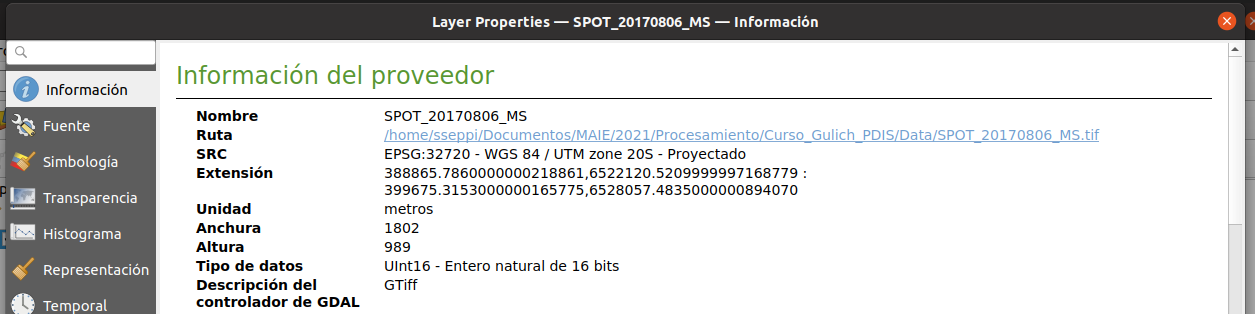 Layer Properties — SPOT_20170806_MS — Información
Información
Fuente
Simbología
Transparencia
Histograma
Representación
Temporal
Información del proveedor
Nombre SPOT_20170806_MS
Ruta /home/sseppi/Documentos/MAIE/2021/Procesamiento/Curso_Gulich_PDIS/Data/SPOT_20170806_MS.tif
SRC EPSG:32720 - WGS 84 / UTM zone 20S - Proyectado
Extensión 388865.7860000000218861,6522120.5209999997168779 :
399675.3153000000165775,6528057.4835000000894070
Unidad metros
Anchura 1802
Altura 989
Tipo de datos UInt16 - Entero natural de 16 bits
Descripción del GTiff
controlador de GDAL